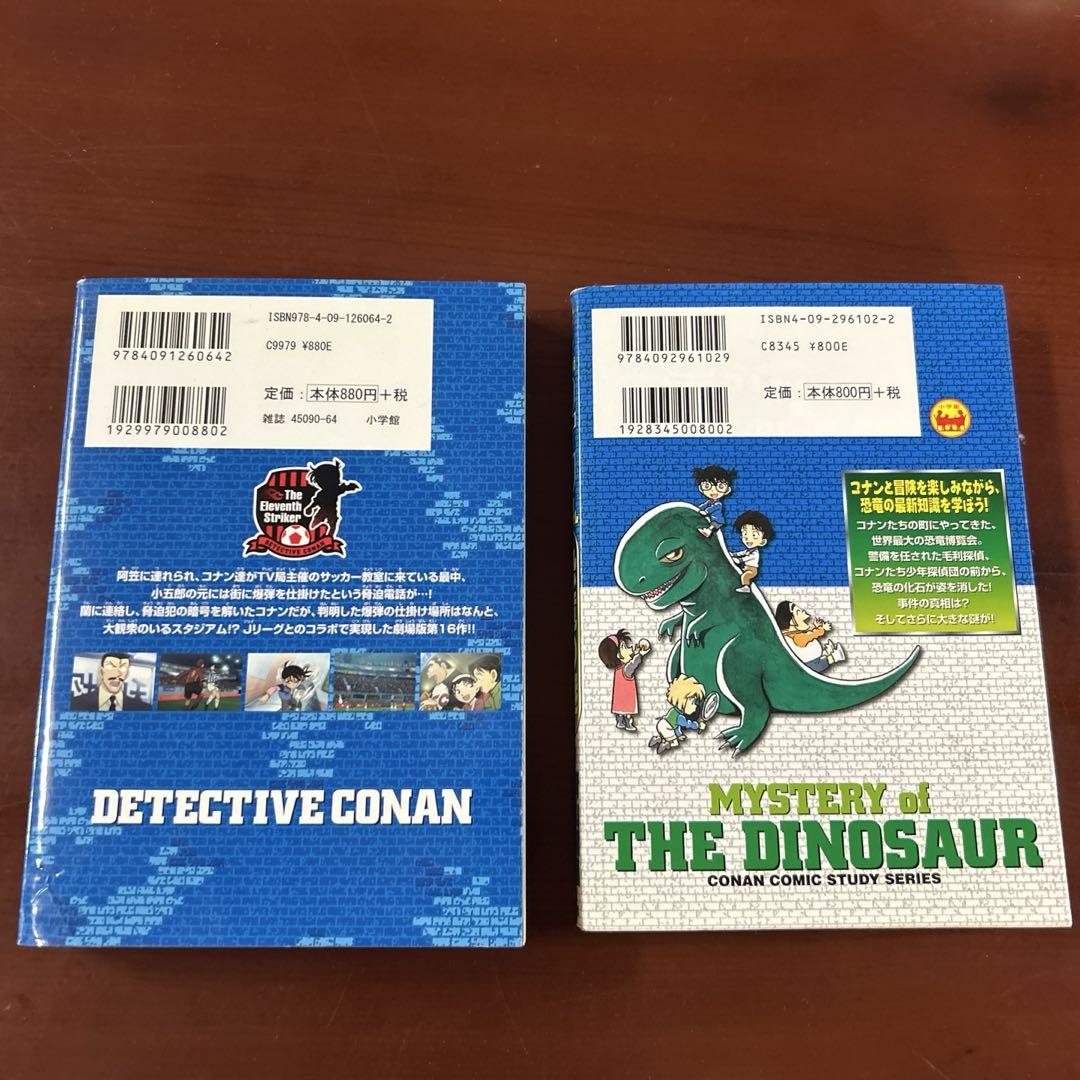 ISBN978-4-09-126064-2
9784091260642
C9979 ¥880E
定価：本体880円+税
1929979008802
雑誌 45090-64 小学館
The
Eleventh
Striker
DETECTIVE CONAN
阿笠に連れられ、コナン達がTV局主催のサッカー教室に来ている最中、
小五郎の元には街に爆弾を仕掛けたという脅迫電話が…!
蘭に連絡し、脅迫犯の暗号を解いたコナンだが、判明した爆弾の仕掛け場所はなんと、
大観衆のいるスタジアム!? Jリーグとのコラボで実現した劇場版第16作!!
DETECTIVE CONAN
ISBN4-09-296102-2
9784092961029
C8345 ¥800E
定価：本体800円+税
1928345008002
小学館
コナンと冒険を楽しみながら、
恐竜の最新知識を学ぼう!
コナンたちの町にやってきた、
世界最大の恐竜博覧会。
警備を任された毛利探偵、
コナンたち少年探偵団の前から、
恐竜の化石が姿を消した!
事件の真相は?
そしてさらに大きな謎が!
MYSTERY of
THE DINOSAUR
CONAN COMIC STUDY SERIES